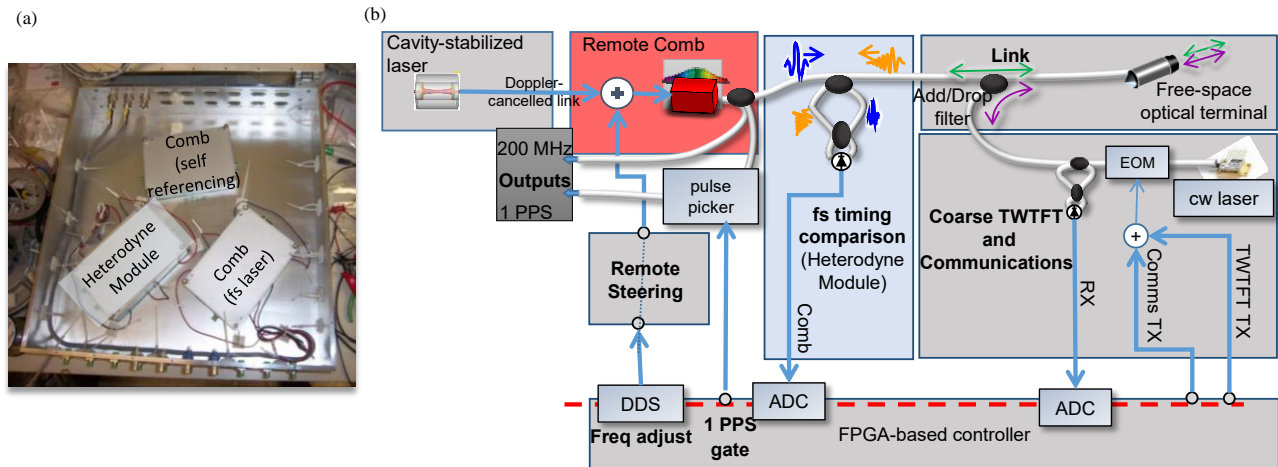 (a)
Comb
(self
referencing)
Heterodyne
Module
Comb
(fs laser)
(b)
Cavity-stabilized
laser
Doppler-
cancelled link
Remote Comb
200 MHz
Outputs
1 PPS
pulse
picker
Remote
Steering
fs timing
comparison
(Heterodyne
Module)
Comb
Link
Add/Drop
filter
Free-space
optical terminal
EOM
cw laser
Coarse TWTFT
and
Communications
RX
Comms TX
TWTFT TX
DDS
Freq adjust
1 PPS
gate
ADC
ADC
FPGA-based controller